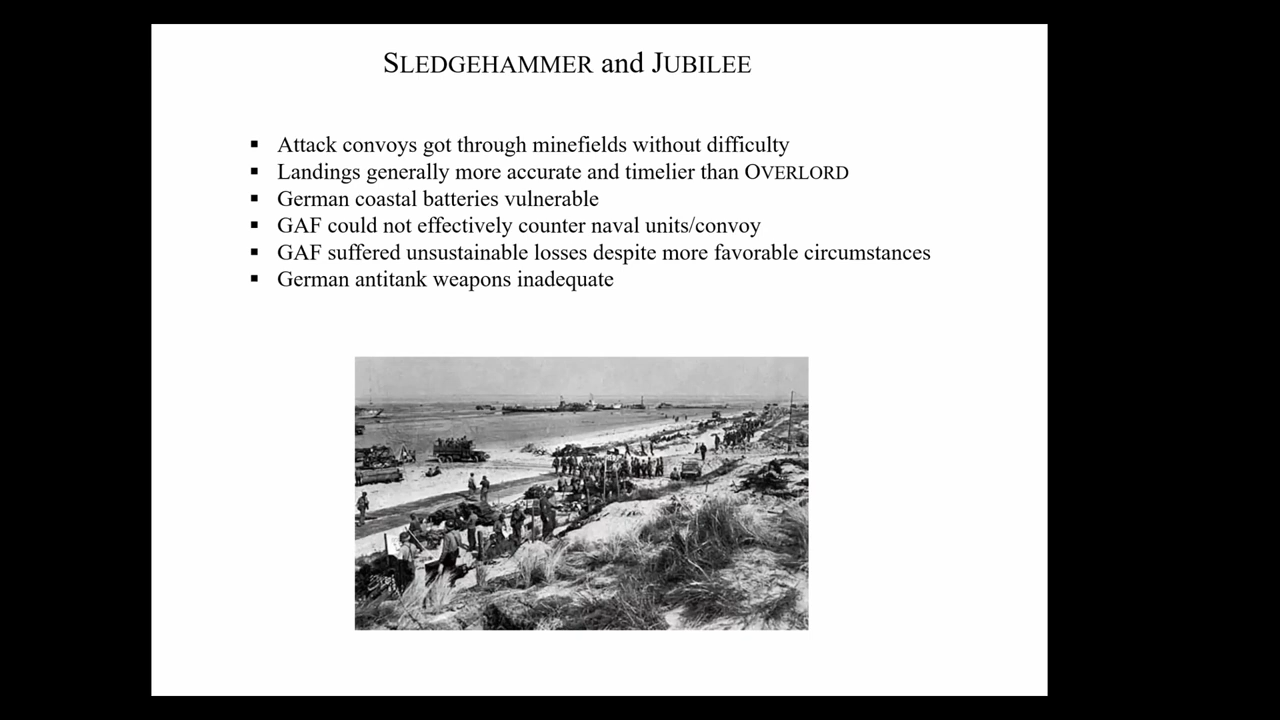 SLEDGEHAMMER and JUBILEE
▪ Attack convoys got through minefields without difficulty
▪ Landings generally more accurate and timelier than OVERLORD
▪ German coastal batteries vulnerable
▪ GAF could not effectively counter naval units/convoy
▪ GAF suffered unsustainable losses despite more favorable circumstances
▪ German antitank weapons inadequate